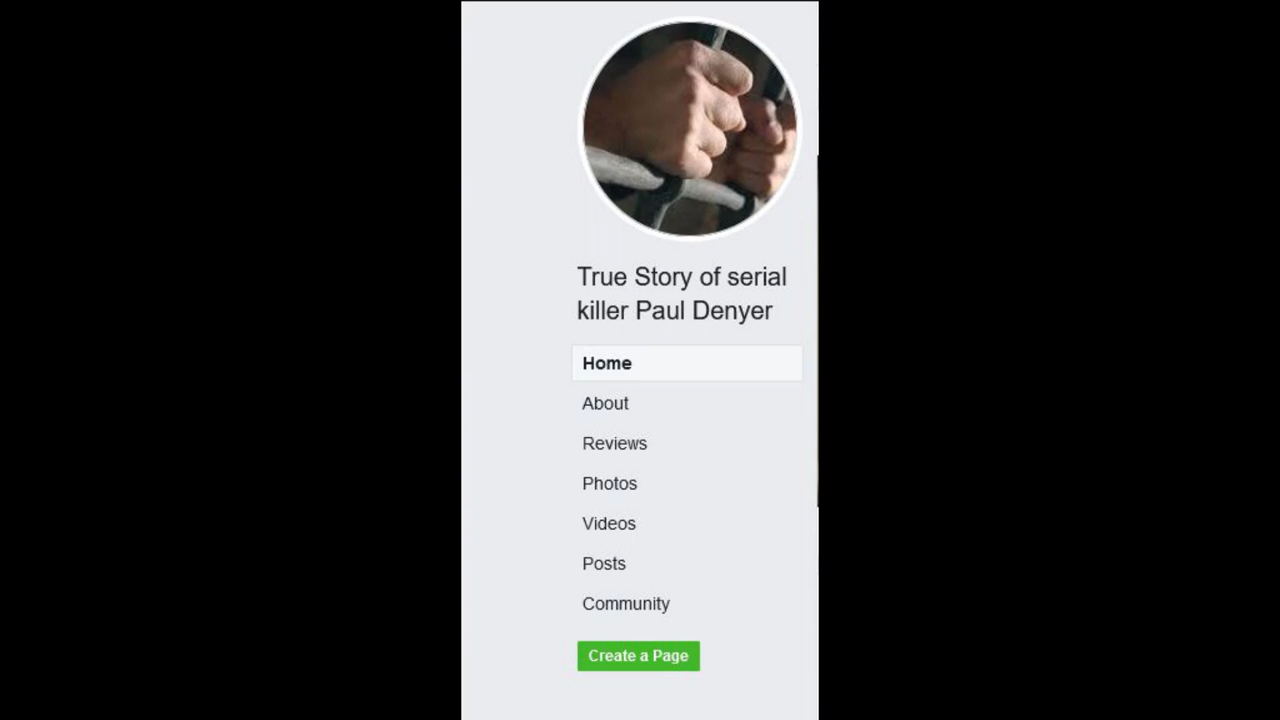 True Story of serial
killer Paul Denyer
Home
About
Reviews
Photos
Videos
Posts
Community
Create a Page